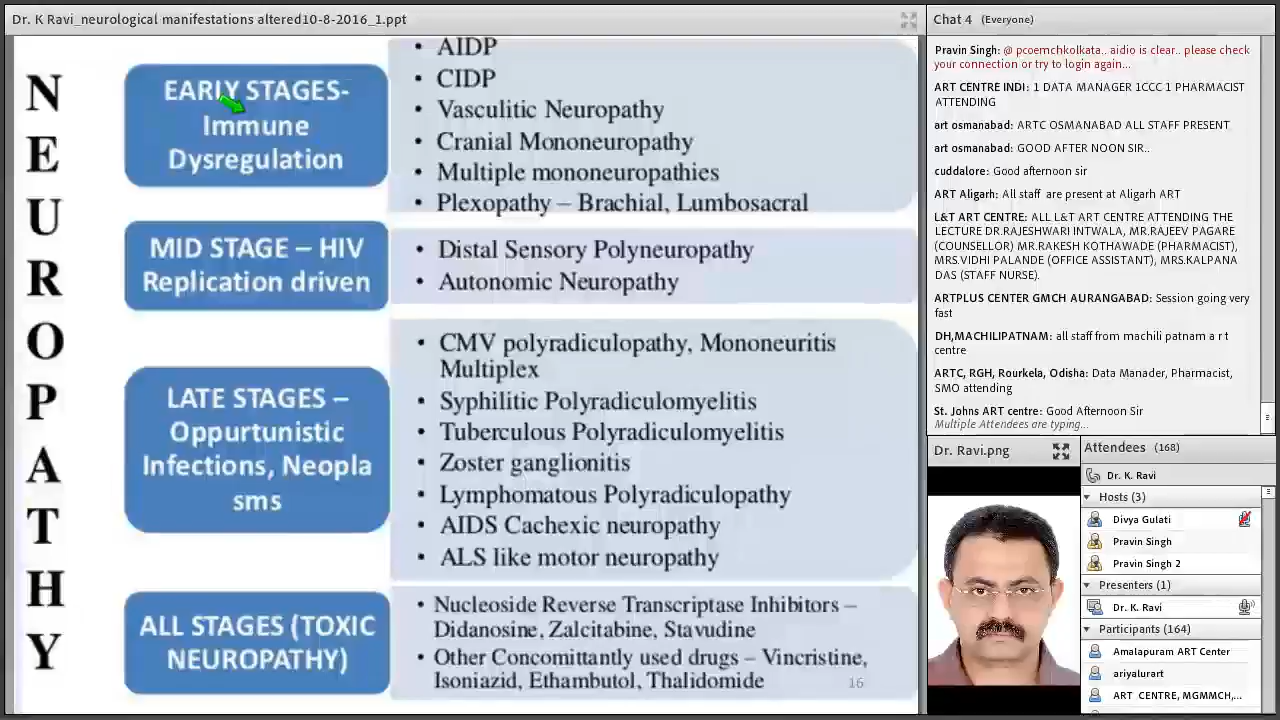 Dr. K Ravi_neurological manifestations altered10-8-2016_1.ppt
N
E
U
R
O
P
A
T
H
Y
EARLY STAGES-
Immune
Dysregulation
• AIDP
• CIDP
• Vasculitic Neuropathy
• Cranial Mononeuropathy
• Multiple mononeuropathies
• Plexopathy – Brachial, Lumbosacral
MID STAGE – HIV
Replication driven
• Distal Sensory Polyneuropathy
• Autonomic Neuropathy
LATE STAGES –
Oppurtunistic
Infections, Neopla
sms
• CMV polyradiculopathy, Mononeuritis
Multiplex
• Syphilitic Polyradiculomyelitis
• Tuberculous Polyradiculomyelitis
• Zoster ganglionitis
• Lymphomatous Polyradiculopathy
• AIDS Cachexic neuropathy
• ALS like motor neuropathy
ALL STAGES (TOXIC
NEUROPATHY)
• Nucleoside Reverse Transcriptase Inhibitors –
Didanosine, Zalcitabine, Stavudine
• Other Concomittantly used drugs – Vincristine,
Isoniazid, Ethambutol, Thalidomide
16
Chat 4 (Everyone)
Pravin Singh: @ pcoemchkolkata.. aidio is clear.. please check
your connection or try to login again...
ART CENTRE INDI: 1 DATA MANAGER 1CCC 1 PHARMACIST
ATTENDING
art osmanabad: ARTC OSMANABAD ALL STAFF PRESENT
art osmanabad: GOOD AFTER NOON SIR..
cuddalore: Good afternoon sir
ART Aligarh: All staff are present at Aligarh ART
L&T ART CENTRE: ALL L&T ART CENTRE ATTENDING THE
LECTURE DR.RAJESHWARI INTWALA, MR.RAJEEV PAGARE
(COUNSELLOR) MR.RAKESH KOTHAWADE (PHARMACIST),
MRS.VIDHI PALANDE (OFFICE ASSISTANT), MRS.KALPANA
DAS (STAFF NURSE).
ARTPLUS CENTER GMCH AURANGABAD: Session going very
fast
DH,MACHILIPATNAM: all staff from machili patnam a r t
centre
ARTC, RGH, Rourkela, Odisha: Data Manader, Pharmacist,
SMO attending
St. Johns ART centre: Good Afternoon Sir
Multiple Attendees are typing...
Dr. Ravi.png
Attendees (168)
Dr. K. Ravi
Hosts (3)
Divya Gulati
Pravin Singh
Pravin Singh 2
Presenters (1)
Dr. K. Ravi
Participants (164)
Amalapuram ART Center
ariyalurart
ART CENTRE, MGMMCH,...